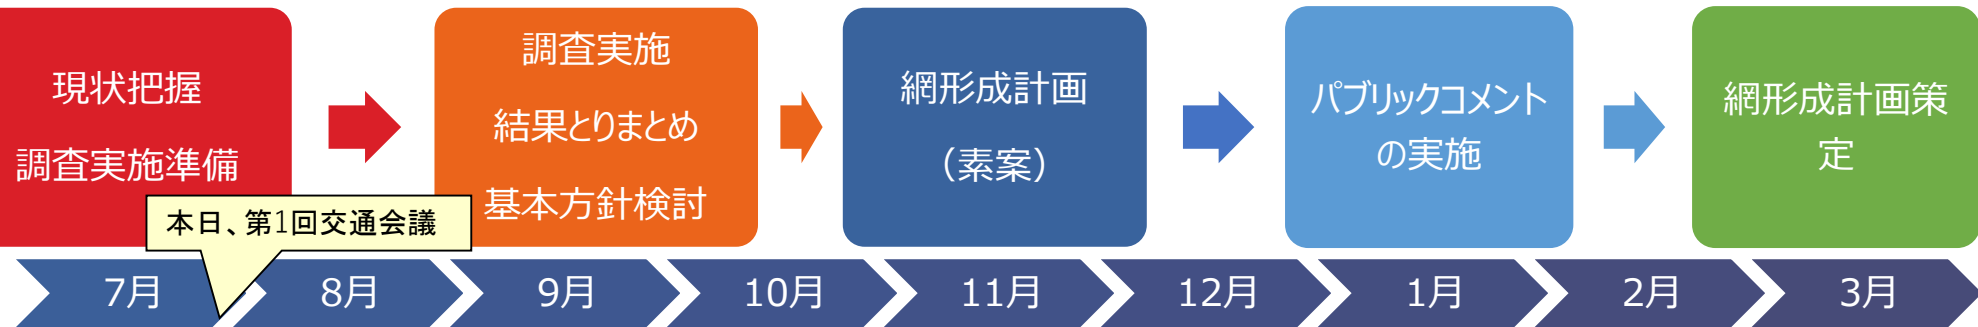 現状把握
調査実施準備
調査実施
結果とりまとめ
基本方針検討
網形成計画
（素案）
パブリックコメント
の実施
網形成計画策
定
本日、第1回交通会議
7月
8月
9月
10月
11月
12月
1月
2月
3月